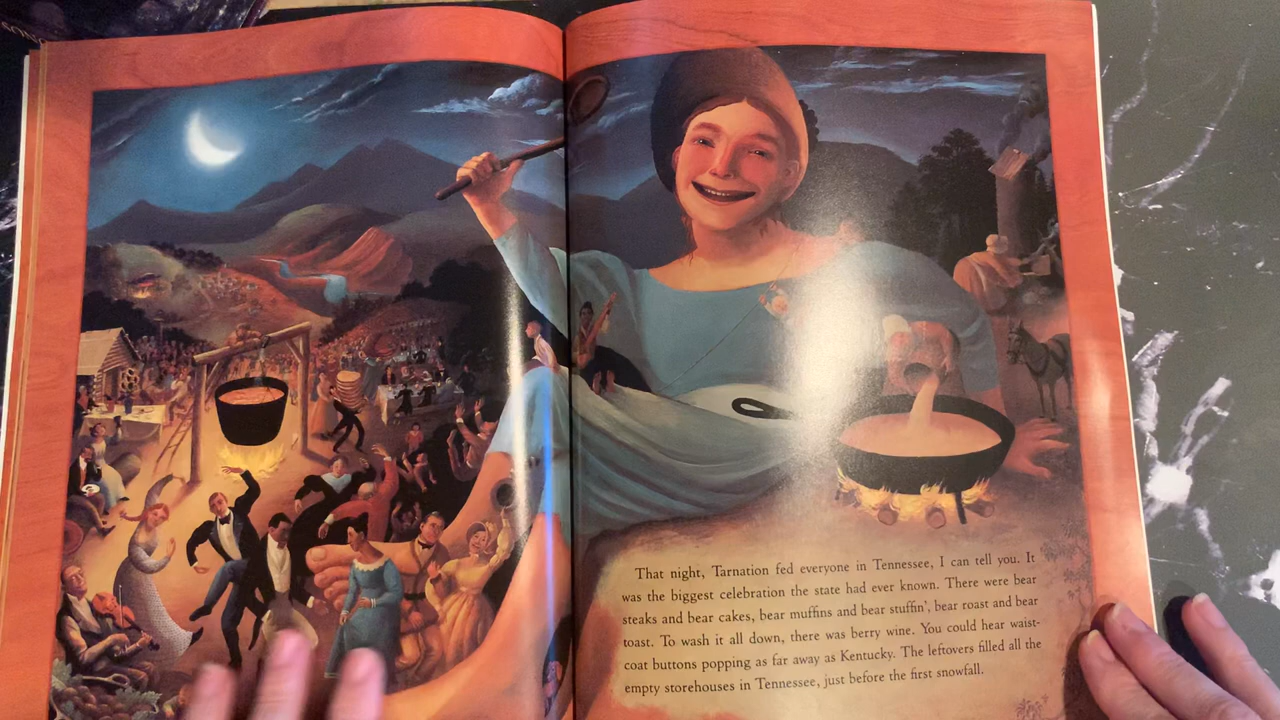 That night, Tarnation fed everyone in Tennessee, I can tell you. It
was the biggest celebration the state had ever known. There were bear
steaks and bear cakes, bear muffins and bear stuffin', bear roast and bear
toast. To wash it all down, there was berry wine. You could hear waist-
coat buttons popping as far away as Kentucky. The leftovers filled all the
empty storehouses in Tennessee, just before the first snowfall.